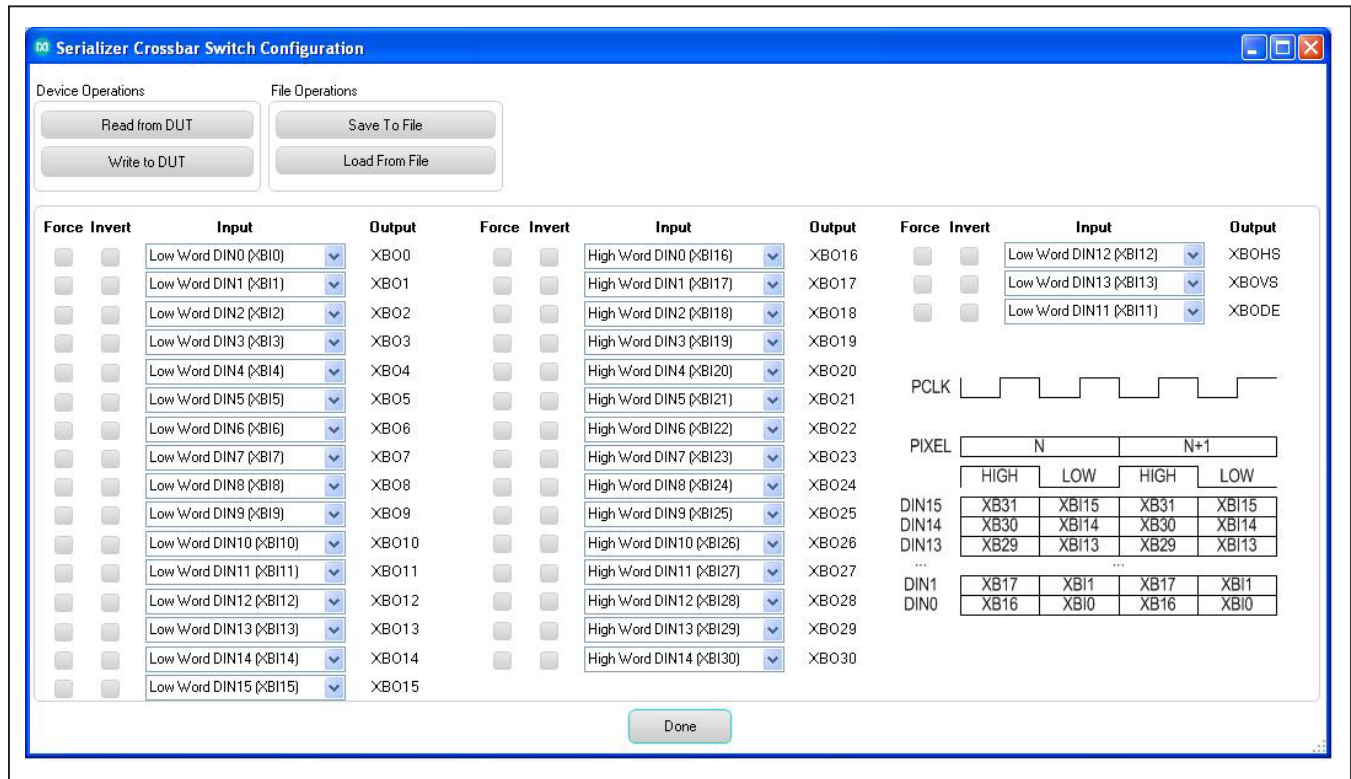 Serializer Crossbar Switch Configuration
Device Operations
Read from DUT
Write to DUT
File Operations
Save To File
Load From File
Force Invert Input Output
Low Word DIN0 (XBI0) XBO0
Low Word DIN1 (XBI1) XBO1
Low Word DIN2 (XBI2) XBO2
Low Word DIN3 (XBI3) XBO3
Low Word DIN4 (XBI4) XBO4
Low Word DIN5 (XBI5) XBO5
Low Word DIN6 (XBI6) XBO6
Low Word DIN7 (XBI7) XBO7
Low Word DIN8 (XBI8) XBO8
Low Word DIN9 (XBI9) XBO9
Low Word DIN10 (XBI10) XBO10
Low Word DIN11 (XBI11) XBO11
Low Word DIN12 (XBI12) XBO12
Low Word DIN13 (XBI13) XBO13
Low Word DIN14 (XBI14) XBO14
Low Word DIN15 (XBI15) XBO15
Force Invert Input Output
High Word DIN0 (XBI16) XBO16
High Word DIN1 (XBI17) XBO17
High Word DIN2 (XBI18) XBO18
High Word DIN3 (XBI19) XBO19
High Word DIN4 (XBI20) XBO20
High Word DIN5 (XBI21) XBO21
High Word DIN6 (XBI22) XBO22
High Word DIN7 (XBI23) XBO23
High Word DIN8 (XBI24) XBO24
High Word DIN9 (XBI25) XBO25
High Word DIN10 (XBI26) XBO26
High Word DIN11 (XBI27) XBO27
High Word DIN12 (XBI28) XBO28
High Word DIN13 (XBI29) XBO29
High Word DIN14 (XBI30) XBO30
Force Invert Input Output
Low Word DIN12 (XBI12) XBOHS
Low Word DIN13 (XBI13) XBOVS
Low Word DIN11 (XBI11) XBODE
PCLK
PIXEL N N+1
HIGH LOW HIGH LOW
DIN15 XB31 XBI15 XB31 XBI15
DIN14 XB30 XBI14 XB30 XBI14
DIN13 XB29 XBI13 XB29 XBI13
... ...
DIN1 XB17 XBI1 XB17 XBI1
DIN0 XB16 XBI0 XB16 XBI0
Done